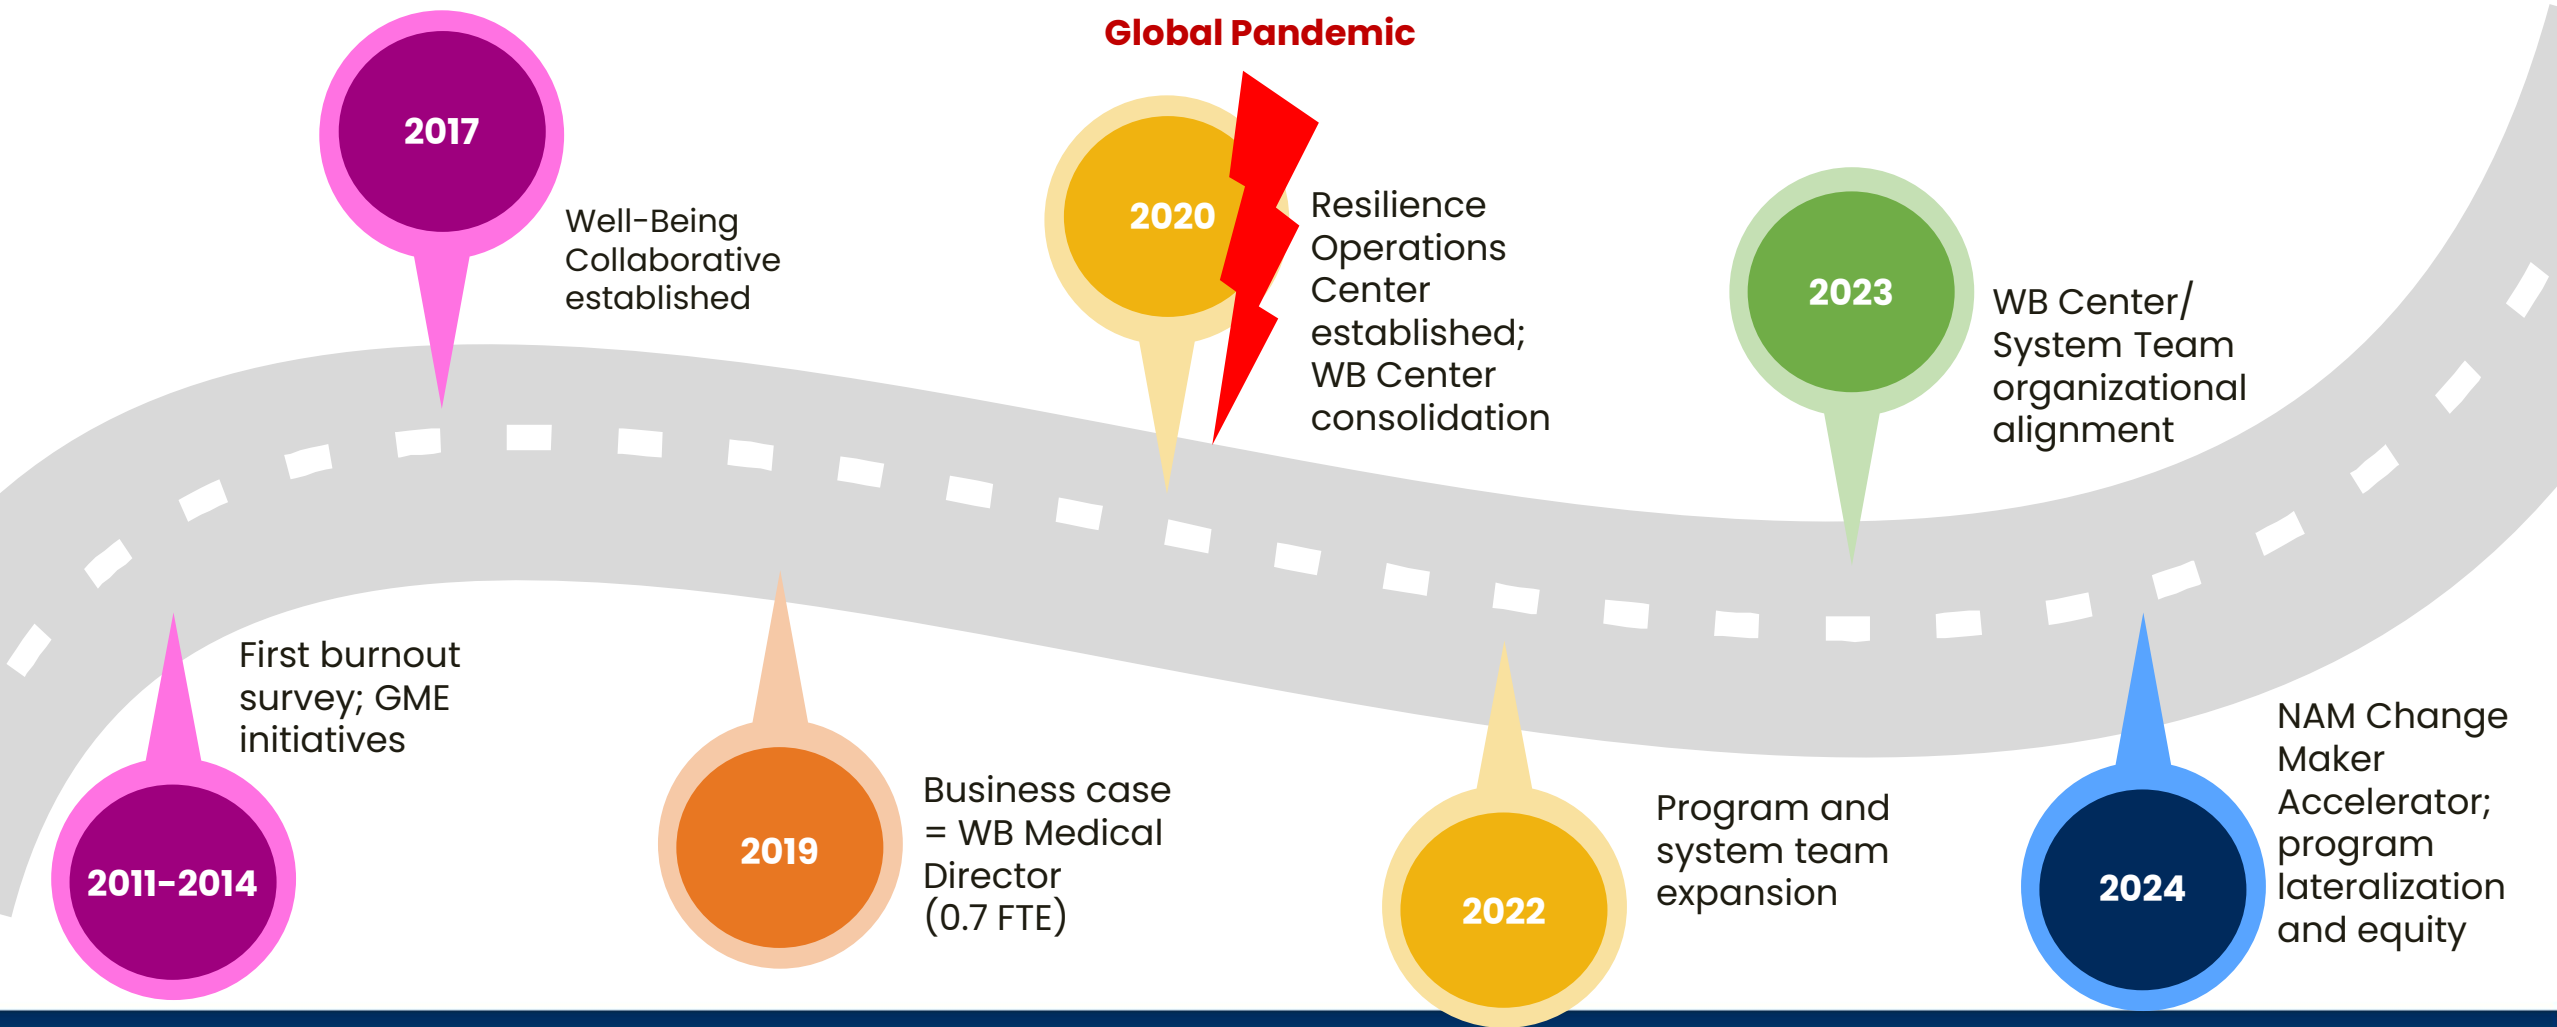 Global Pandemic
2017
Well-Being
Collaborative
established
2020
Resilience
Operations
Center
established;
WB Center
consolidation
2023
WB Center/
System Team
organizational
alignment
2011-2014
First burnout
survey; GME
initiatives
2019
Business case
= WB Medical
Director
(0.7 FTE)
2022
Program and
system team
expansion
2024
NAM Change
Maker
Accelerator;
program
lateralization
and equity